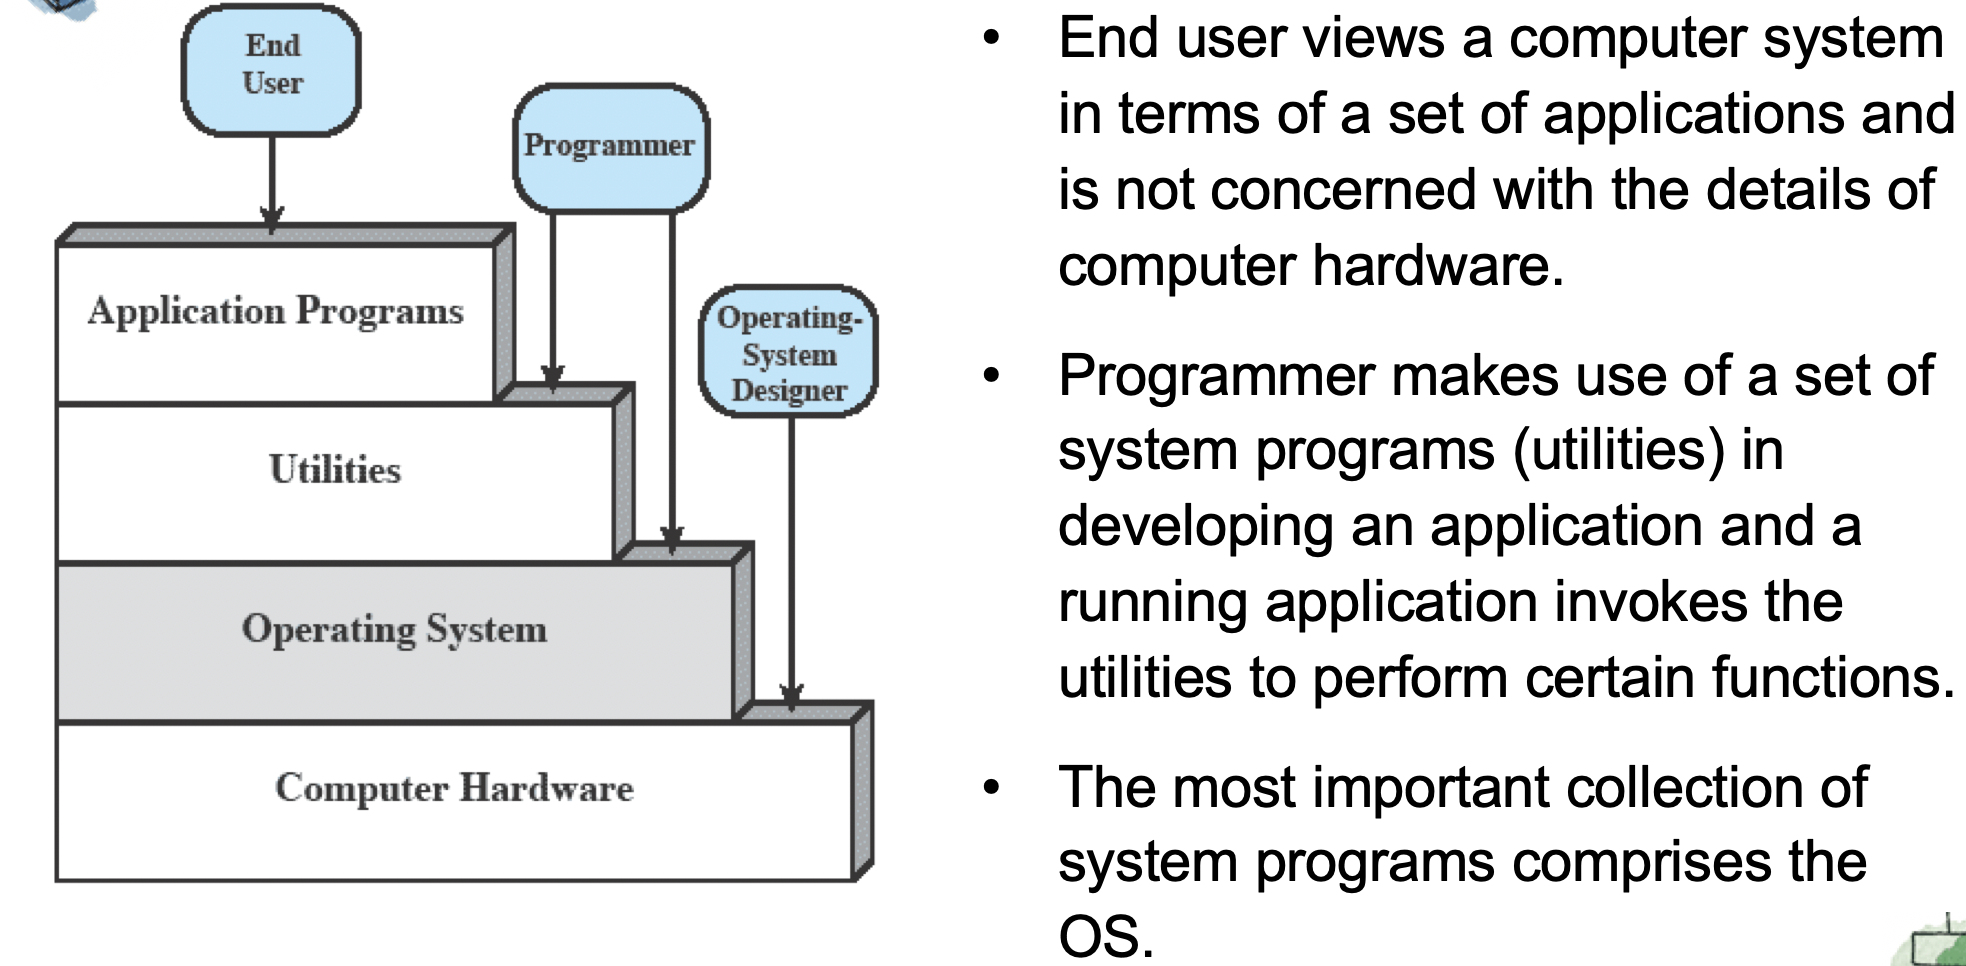 End
User
Programmer
Operating-
System
Designer
Application Programs
Utilities
Operating System
Computer Hardware
• End user views a computer system
in terms of a set of applications and
is not concerned with the details of
computer hardware.
• Programmer makes use of a set of
system programs (utilities) in
developing an application and a
running application invokes the
utilities to perform certain functions.
• The most important collection of
system programs comprises the
OS.